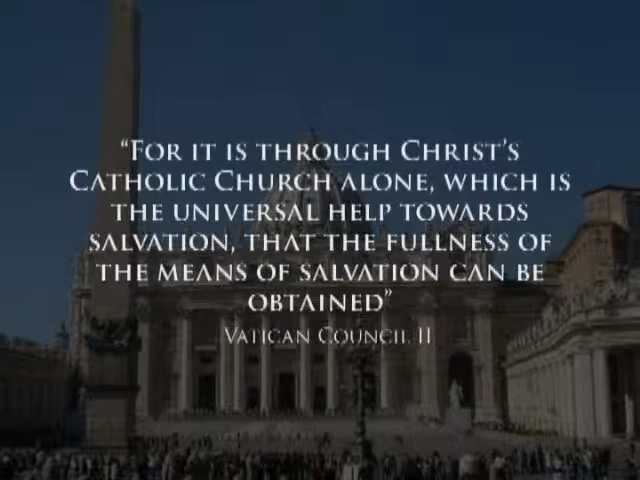 “For it is through Christ’s
Catholic Church alone, which is
the universal help towards
salvation, that the fullness of
the means of salvation can be
obtained”
Vatican Council II